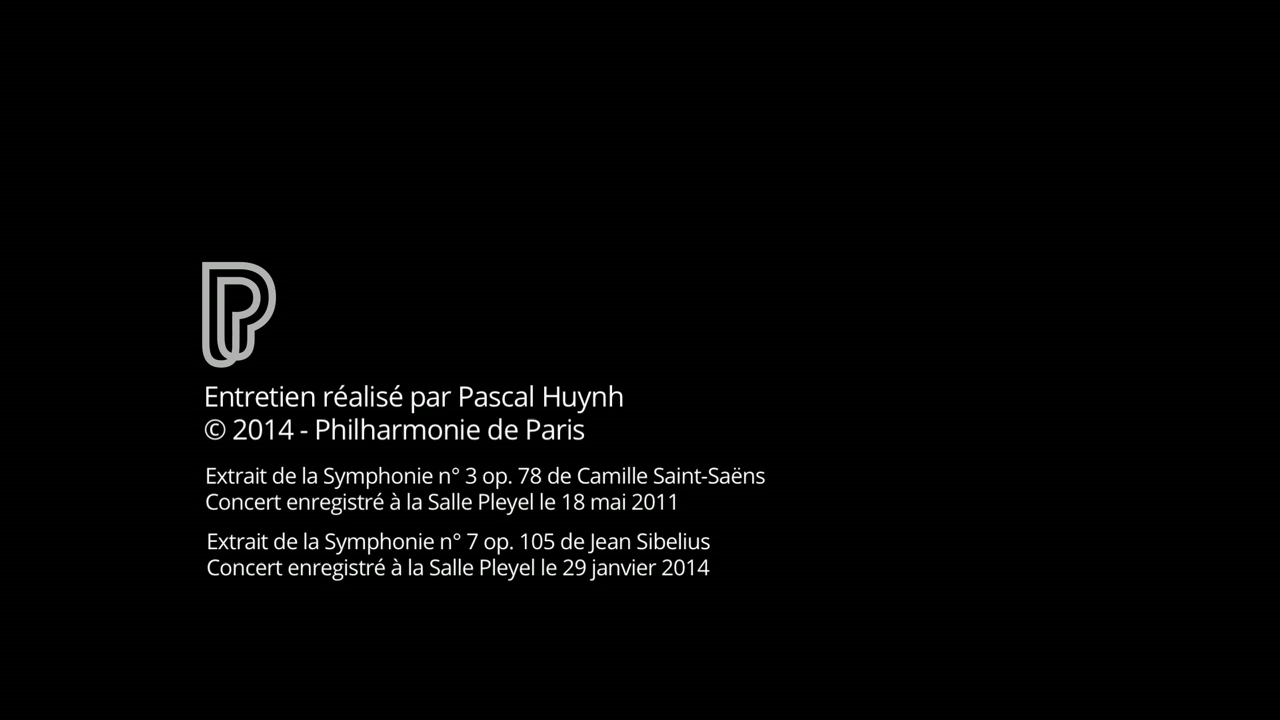 Entretien réalisé par Pascal Huynh
© 2014 - Philharmonie de Paris
Extrait de la Symphonie n° 3 op. 78 de Camille Saint-Saëns
Concert enregistré à la Salle Pleyel le 18 mai 2011
Extrait de la Symphonie n° 7 op. 105 de Jean Sibelius
Concert enregistré à la Salle Pleyel le 29 janvier 2014